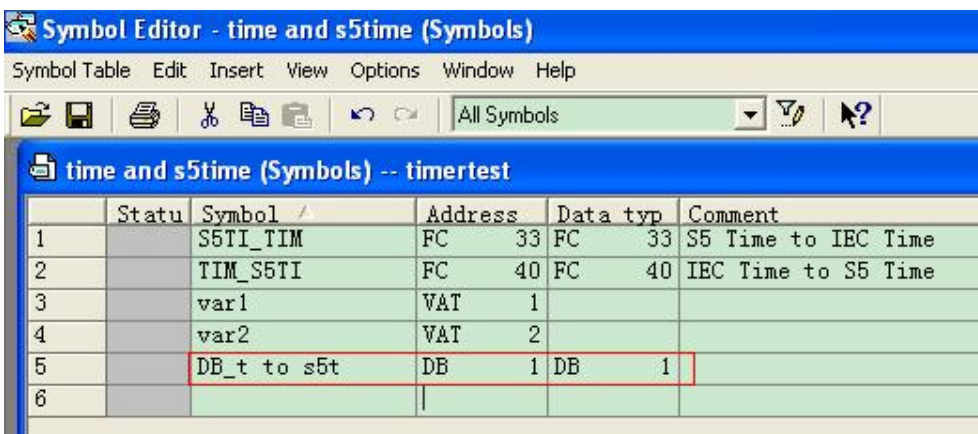 Symbol Editor - time and s5time (Symbols)
Symbol Table Edit Insert View Options Window Help
All Symbols
time and s5time (Symbols) -- timertest
Statu Symbol Address Data typ Comment
1 S5TI_TIM FC 33 FC 33 S5 Time to IEC Time
2 TIM_S5TI FC 40 FC 40 IEC Time to S5 Time
3 var1 VAT 1
4 var2 VAT 2
5 DB_t to s5t DB 1 DB 1
6